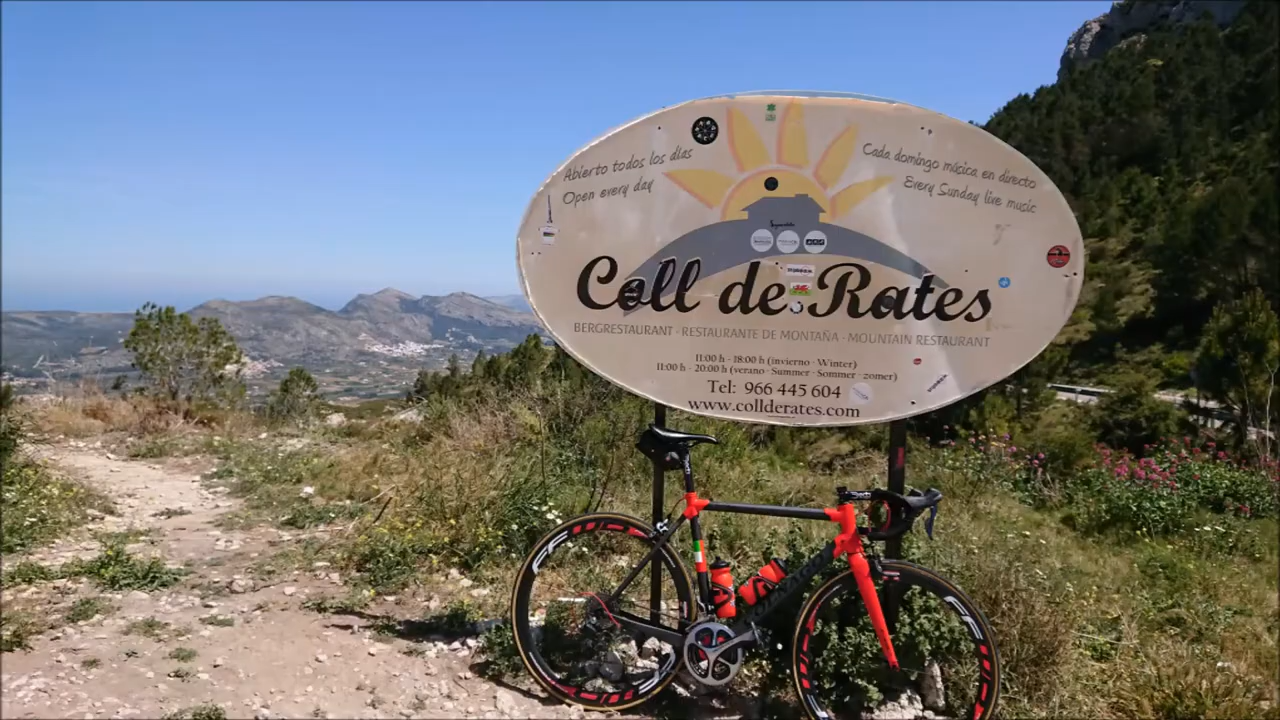 Abierto todos los días
Open every day
Cada domingo música en directo
Every Sunday live music
Coll de Rates
BERGRESTAURANT - RESTAURANTE DE MONTAÑA - MOUNTAIN RESTAURANT
11:00 h - 18:00 h (invierno - Winter)
11:00 h - 20:00 h (verano - Summer - Sommer - zomer)
Tel: 966 445 604
www.collderates.com